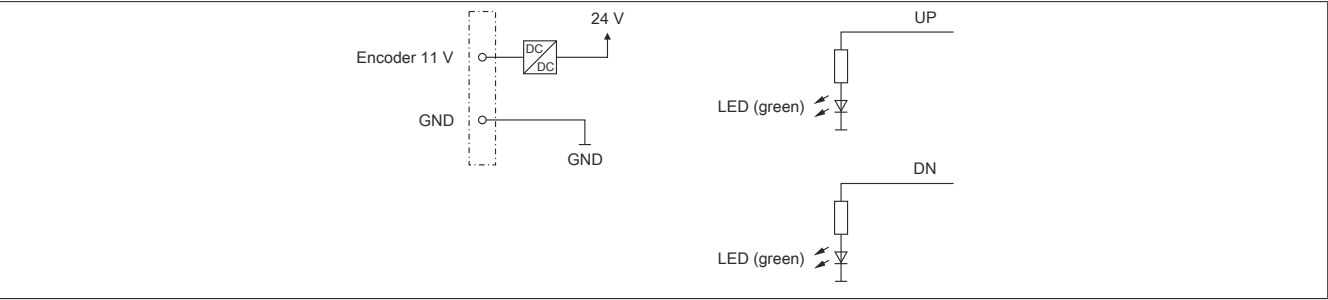 24 V
Encoder 11 V
DC
DC
GND
GND
UP
LED (green)
DN
LED (green)